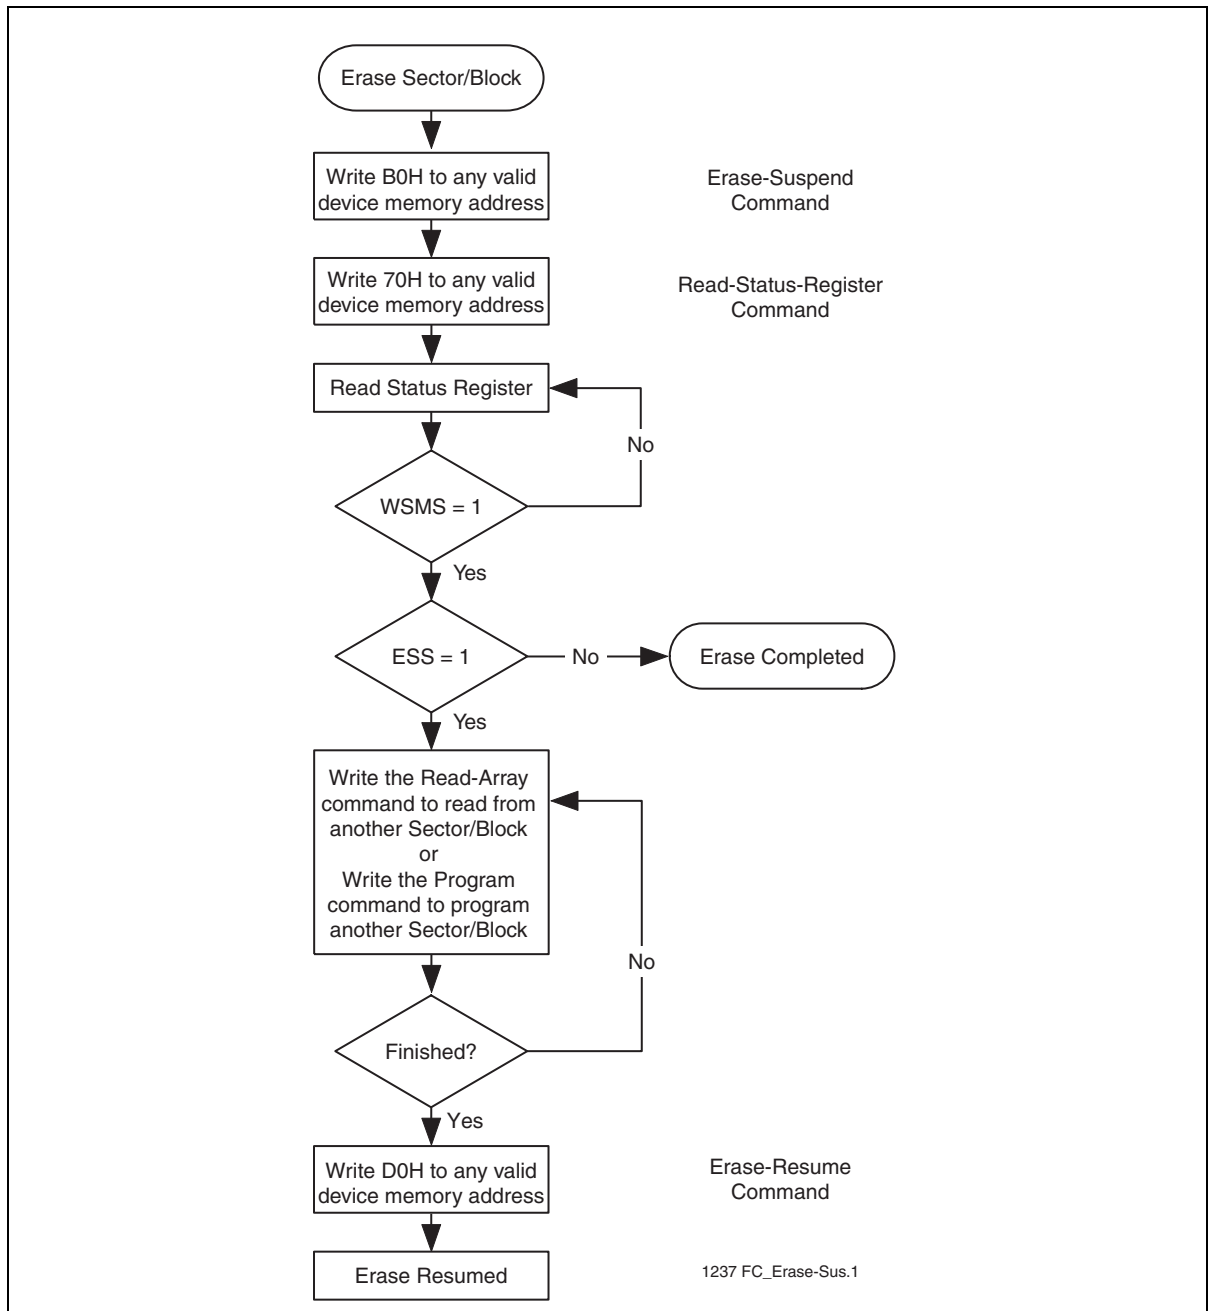 Erase Sector/Block
Write B0H to any valid
device memory address
Erase-Suspend
Command
Write 70H to any valid
device memory address
Read-Status-Register
Command
Read Status Register
No
WSMS = 1
Yes
ESS = 1
No
Erase Completed
Yes
Write the Read-Array
command to read from
another Sector/Block
or
Write the Program
command to program
another Sector/Block
No
Finished?
Yes
Write D0H to any valid
device memory address
Erase-Resume
Command
Erase Resumed
1237 FC_Erase-Sus.1